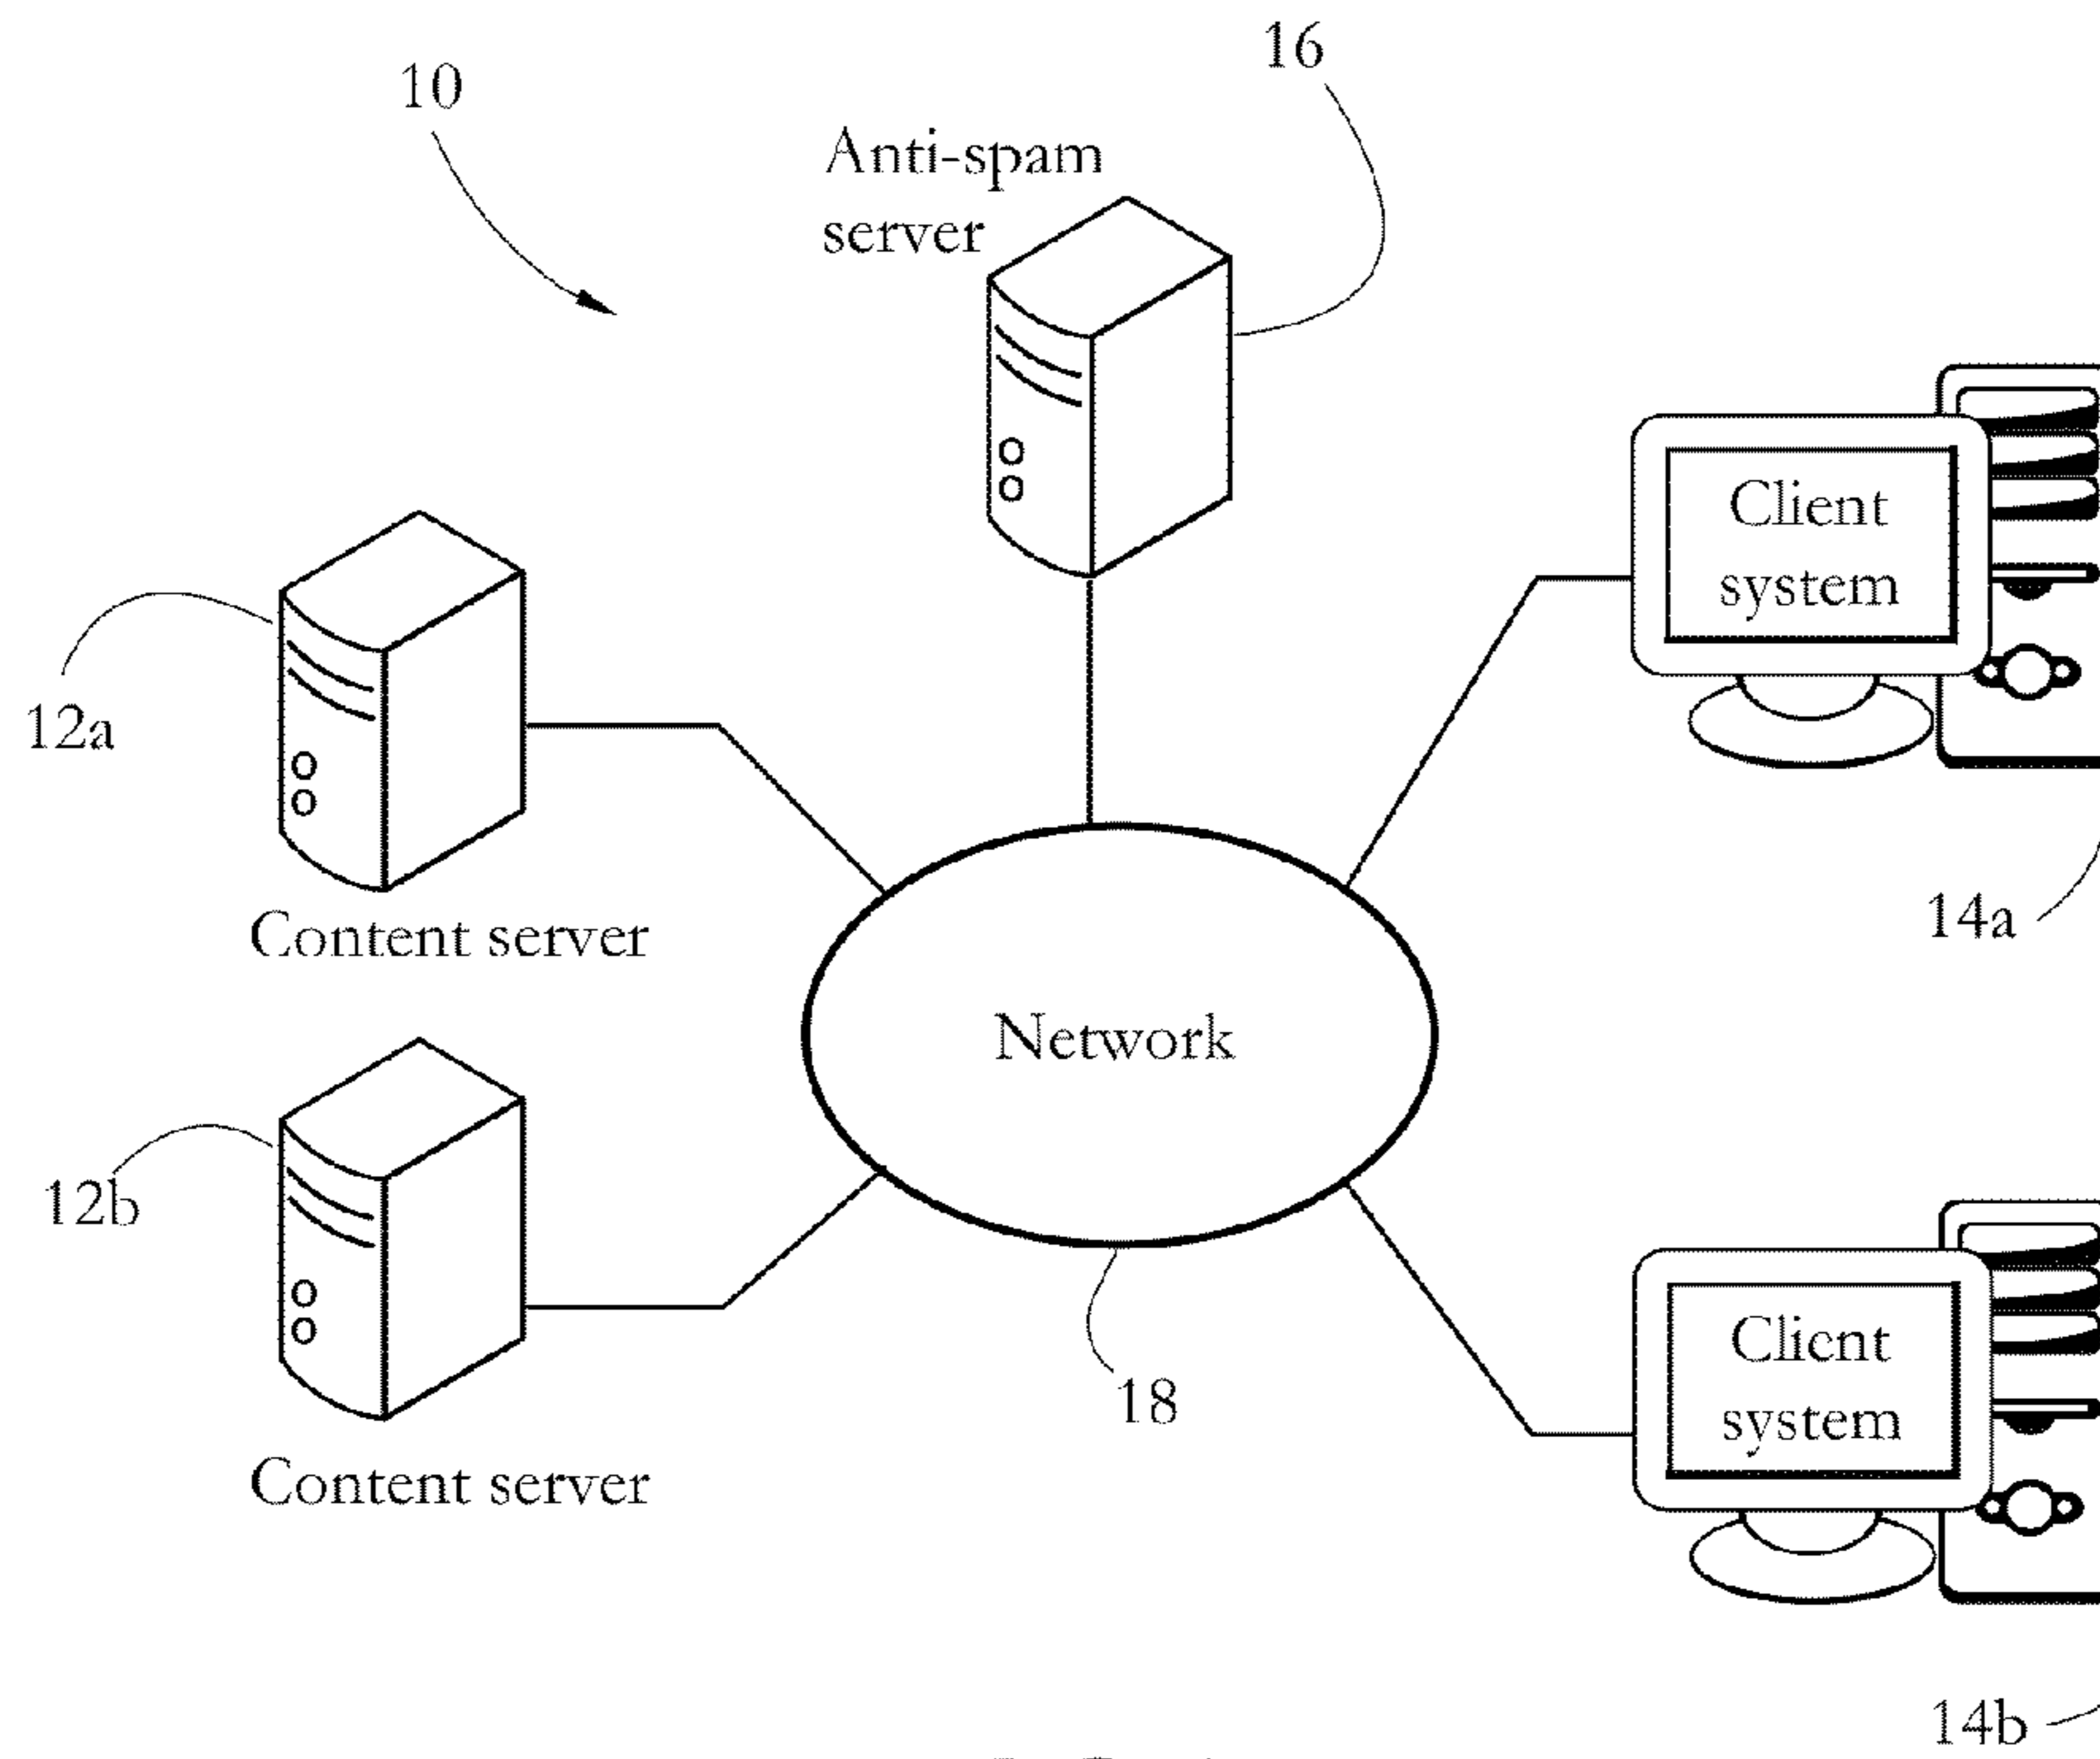 16
10
Anti-spam
server
Client
system
12a
14a
Content server
Network
12b
Client
system
18
Content server
14b